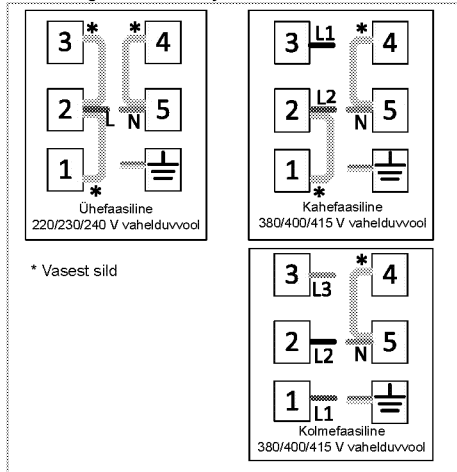 3 * * 4
2 L N 5
1 *
Ühefaasiline
220/230/240 V vahelduvvool
3 L1 * 4
2 L2 N 5
1 *
Kahefaasiline
380/400/415 V vahelduvvool
* Vasest sild
3 L3 * 4
2 L2 N 5
1 L1
Kolmefaasiline
380/400/415 V vahelduvvool